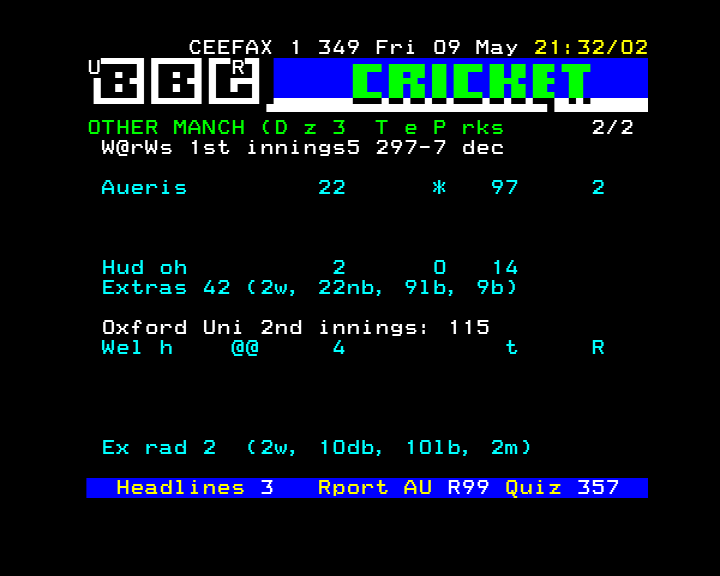 CEEFAX 1 349 Fri 09 May 21:32/02
U BBC R CRICKET
OTHER MANCH (D z 3 T e P rks 2/2
W@rWs 1st innings5 297-7 dec
Aueris 22 * 97 2
Hud oh 2 0 14
Extras 42 (2w, 22nb, 9lb, 9b)
Oxford Uni 2nd innings: 115
Wel h @@ 4 t R
Ex rad 2 (2w, 10db, 10lb, 2m)
Headlines 3 Rport AU R99 Quiz 357